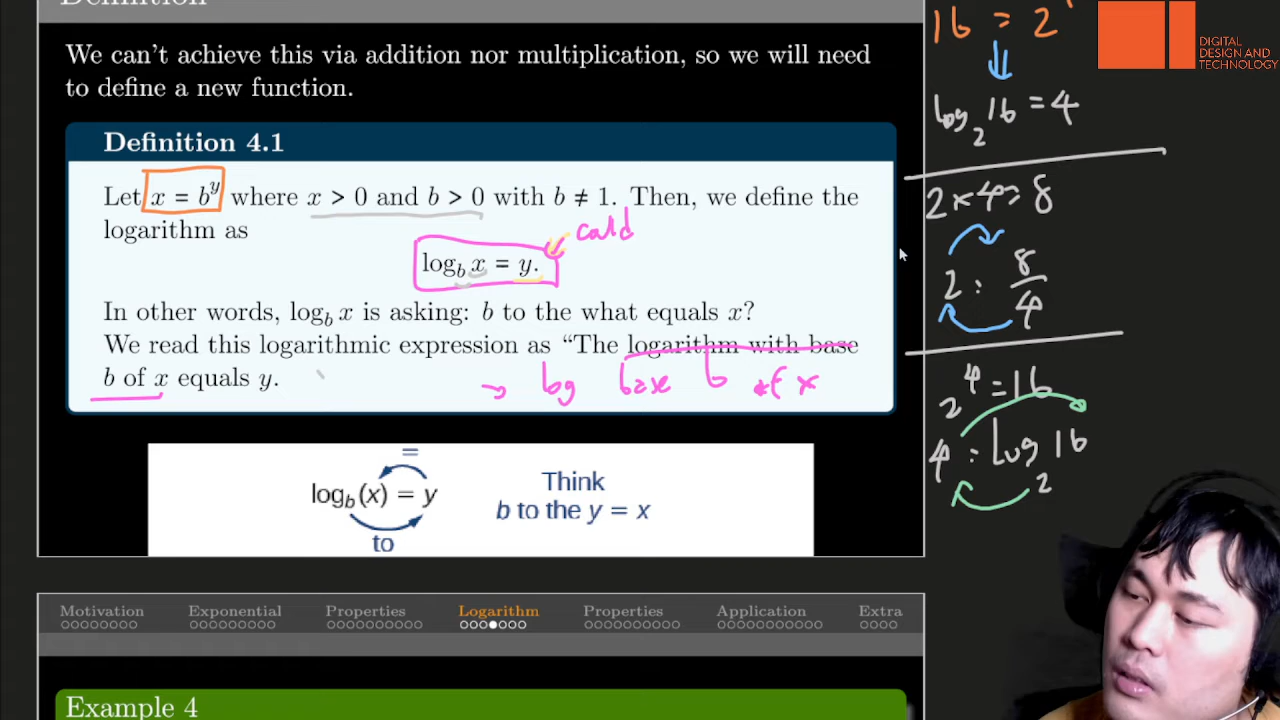 Definition
We can't achieve this via addition nor multiplication, so we will need
to define a new function.
Definition 4.1
Let x = b^y where x > 0 and b > 0 with b ≠ 1. Then, we define the
logarithm as
log_b x = y.
In other words, log_b x is asking: b to the what equals x?
We read this logarithmic expression as “The logarithm with base
b of x equals y.
→ log base b of x
=
log_b(x) = y
to
Think
b to the y = x
Motivation Exponential Properties Logarithm Properties Application Extra
Example 4
DIGITAL
DESIGN AND
TECHNOLOGY
log_2 16 = 4
2 × 4 = 8
2 = 8/4
2^4 = 16
4 = log_2 16